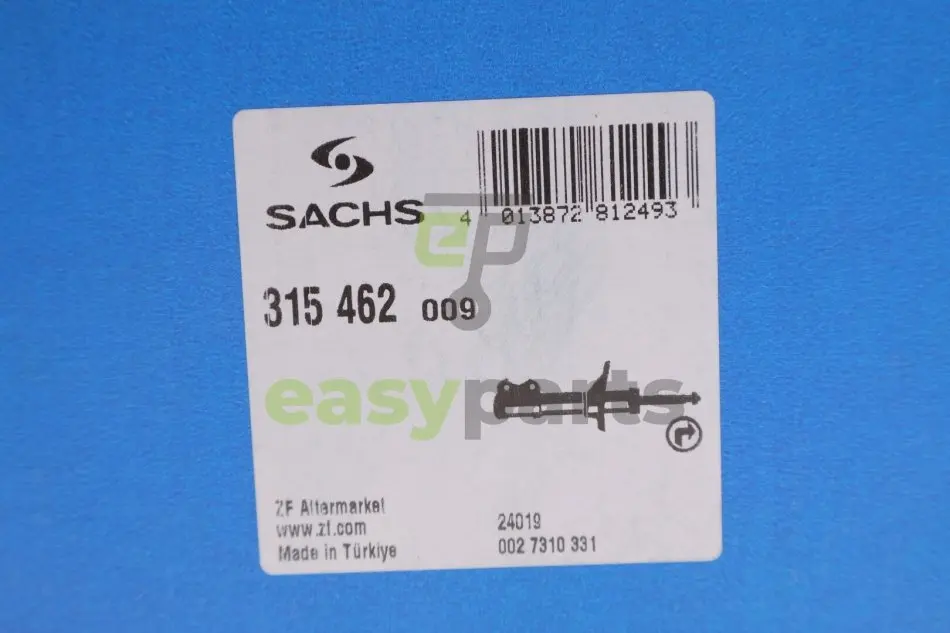 SACHS
4 013872 812493
315 462 009
easyparts
ZF Aftermarket
www.zf.com
Made in Türkiye
24019
002 7310 331